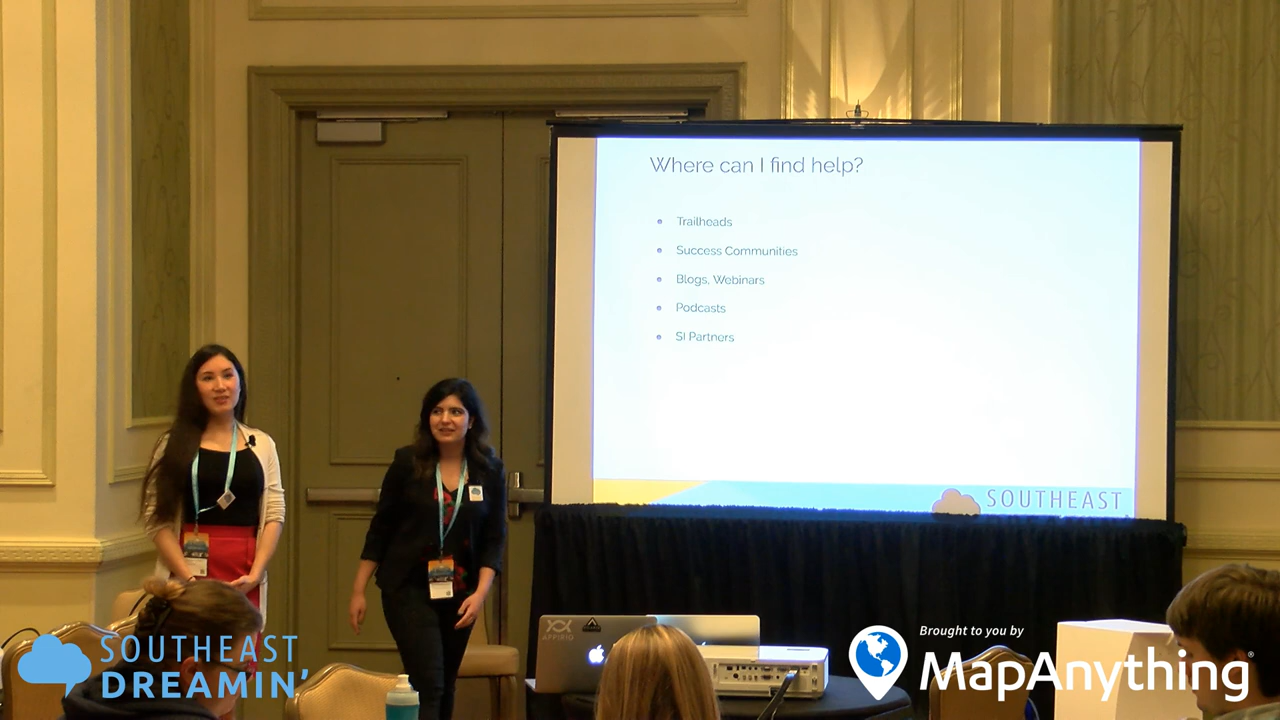 Where can I find help?
Trailheads
Success Communities
Blogs, Webinars
Podcasts
SI Partners
SOUTHEAST
APPIRIO
SOUTHEAST
DREAMIN'
Brought to you by
MapAnything®